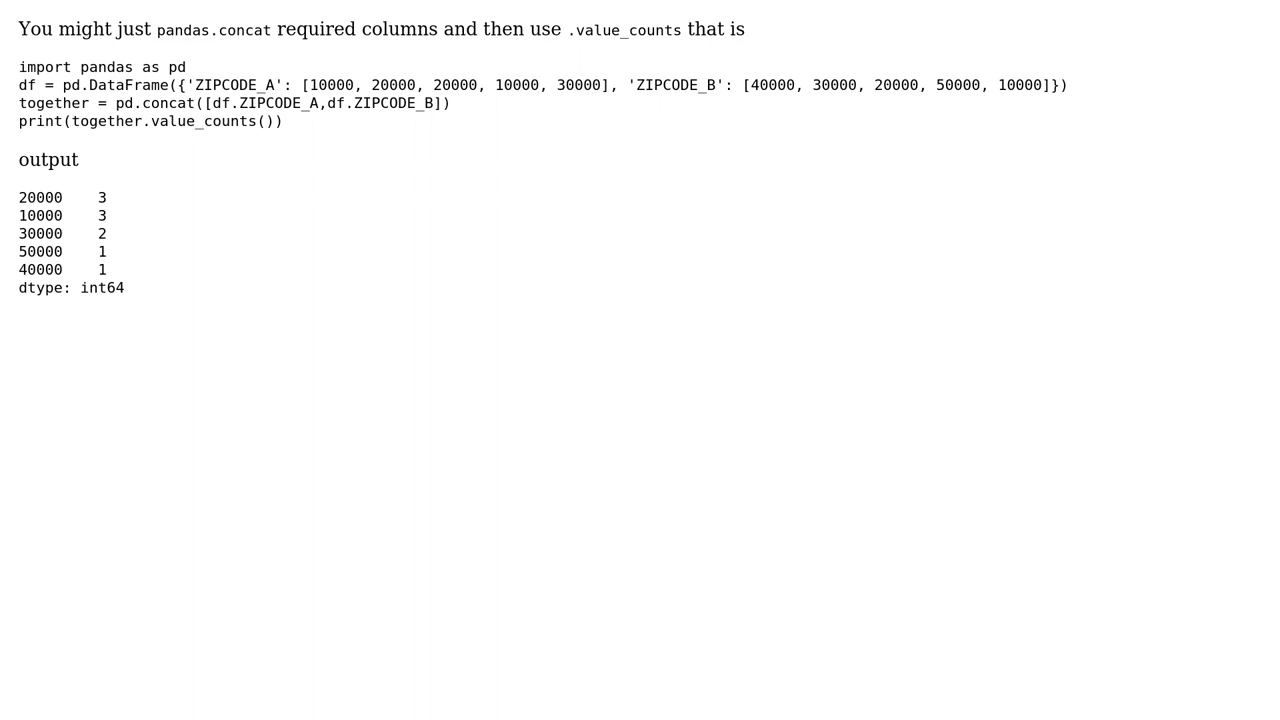 You might just pandas.concat required columns and then use .value_counts that is
import pandas as pd
df = pd.DataFrame({'ZIPCODE_A': [10000, 20000, 20000, 10000, 30000], 'ZIPCODE_B': [40000, 30000, 20000, 50000, 10000]})
together = pd.concat([df.ZIPCODE_A,df.ZIPCODE_B])
print(together.value_counts())
output
20000    3
10000    3
30000    2
50000    1
40000    1
dtype: int64